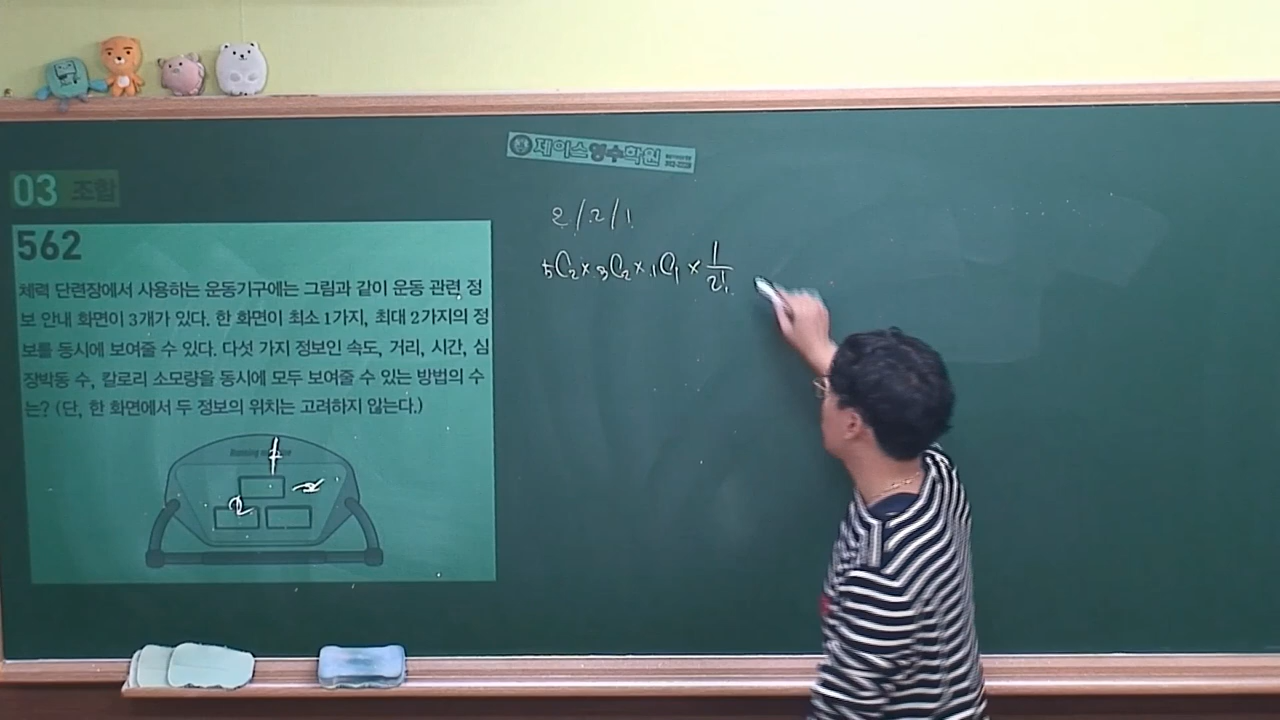 제이스영수학원
03 조합
562
체력 단련장에서 사용하는 운동기구에는 그림과 같이 운동 관련 정
보 안내 화면이 3개가 있다. 한 화면이 최소 1가지, 최대 2가지의 정
보를 동시에 보여줄 수 있다. 다섯 가지 정보인 속도, 거리, 시간, 심
장박동 수, 칼로리 소모량을 동시에 모두 보여줄 수 있는 방법의 수
는? (단, 한 화면에서 두 정보의 위치는 고려하지 않는다.)
Running
1
2 2
2/2/1
₅C₂×₃C₂×₁C₁×1/2!